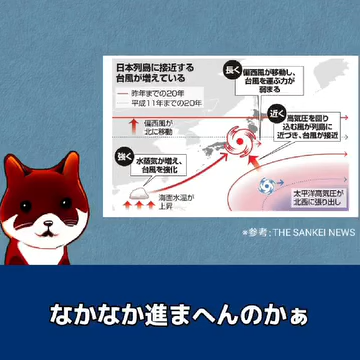 日本列島に接近する
台風が増えている
昨年までの20年
平成11年までの20年
偏西風が
北に移動
長く
偏西風が移動し、
台風を運ぶ力が
弱まる
近く
高気圧を回り
込む風が列島に
近づき、台風が接近
強く
水蒸気が増え、
台風を強化
海面水温が
上昇
太平洋高気圧が
北西に張り出し
※参考:THE SANKEI NEWS
なかなか進まへんのかぁ